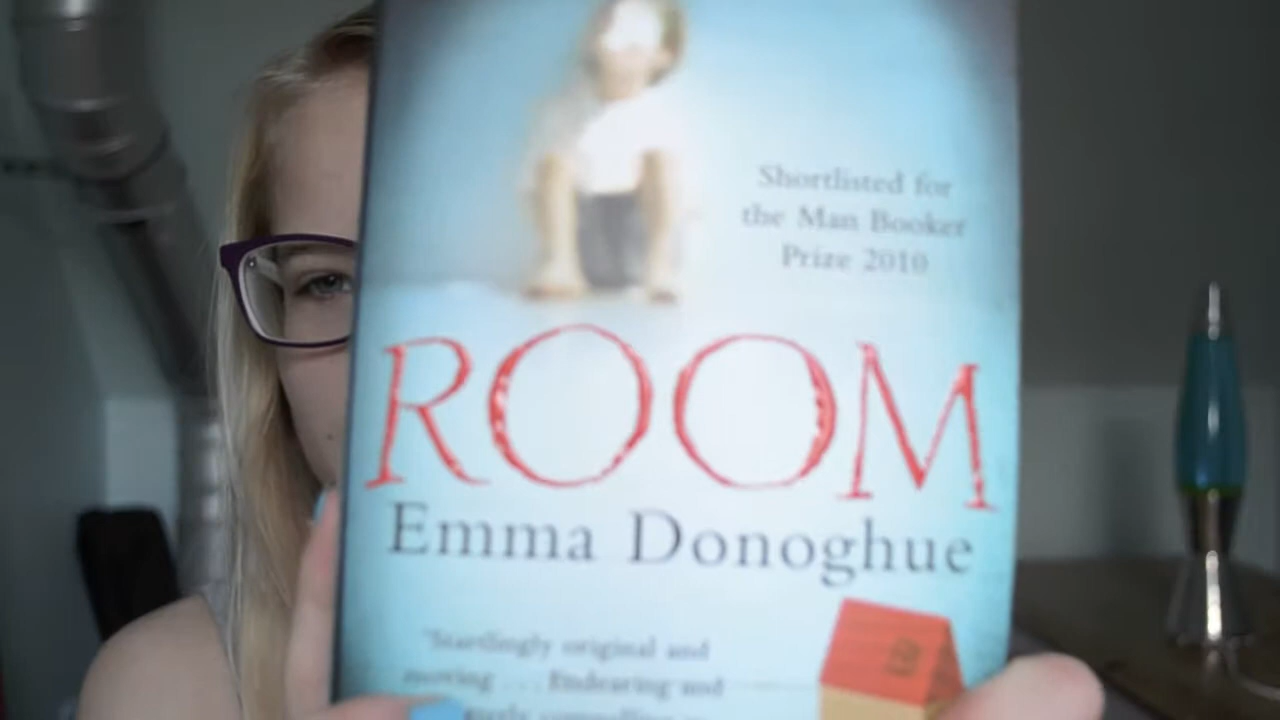 Shortlisted for
the Man Booker
Prize 2010
ROOM
Emma Donoghue
"Startlingly original and
moving ... Endearing and